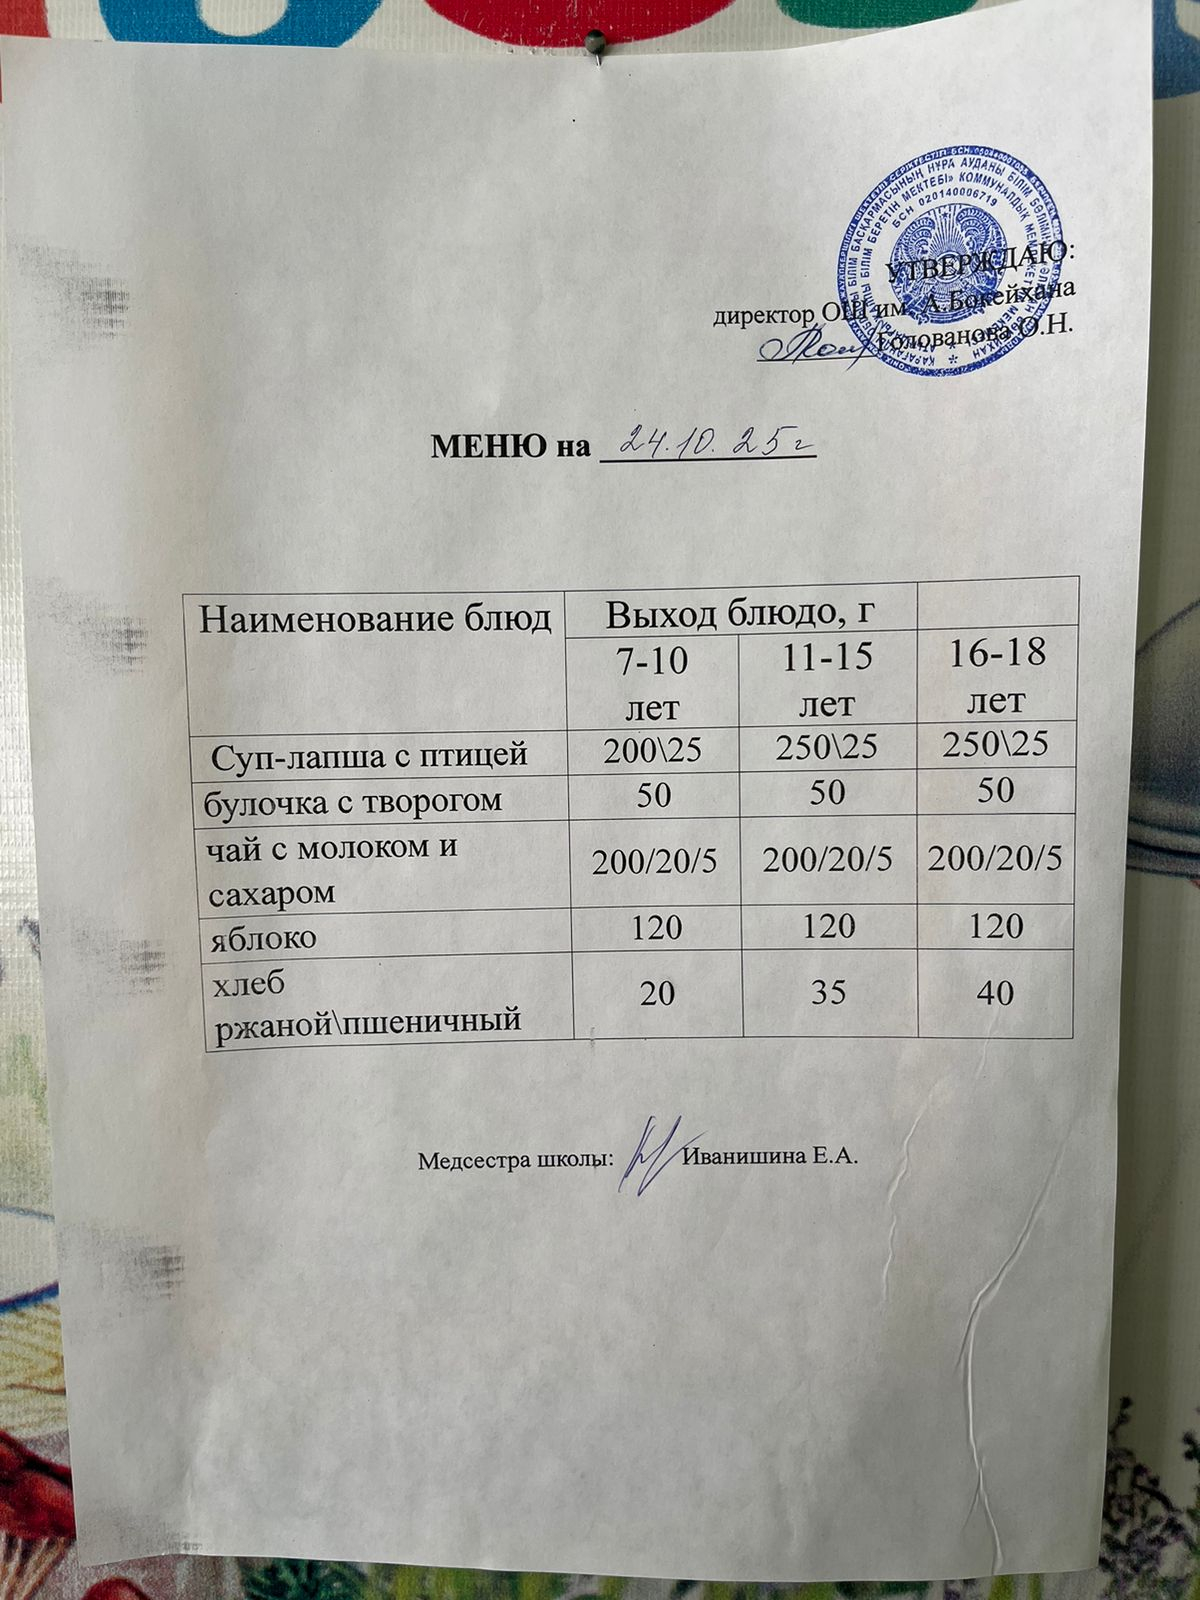 БСН 020140006719
УТВЕРЖДАЮ:
директор ОШ им. А.Бокейхана
Голованова О.Н.
МЕНЮ на 24.10.25г
Наименование блюд
Выход блюдо, г
7-10 лет
11-15 лет
16-18 лет
Суп-лапша с птицей 200\25 250\25 250\25
булочка с творогом 50 50 50
чай с молоком и
сахаром 200/20/5 200/20/5 200/20/5
яблоко 120 120 120
хлеб
ржаной\пшеничный 20 35 40
Медсестра школы: Иванишина Е.А.